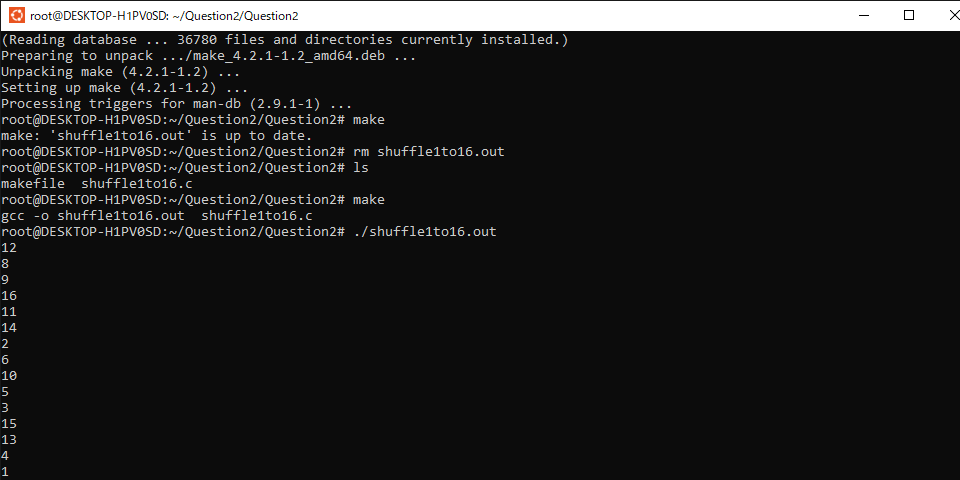 root@DESKTOP-H1PV0SD: ~/Question2/Question2
(Reading database ... 36780 files and directories currently installed.)
Preparing to unpack .../make_4.2.1-1.2_amd64.deb ...
Unpacking make (4.2.1-1.2) ...
Setting up make (4.2.1-1.2) ...
Processing triggers for man-db (2.9.1-1) ...
root@DESKTOP-H1PV0SD:~/Question2/Question2# make
make: 'shuffle1to16.out' is up to date.
root@DESKTOP-H1PV0SD:~/Question2/Question2# rm shuffle1to16.out
root@DESKTOP-H1PV0SD:~/Question2/Question2# ls
makefile  shuffle1to16.c
root@DESKTOP-H1PV0SD:~/Question2/Question2# make
gcc -o shuffle1to16.out  shuffle1to16.c
root@DESKTOP-H1PV0SD:~/Question2/Question2# ./shuffle1to16.out
12
8
9
16
11
14
2
6
10
5
3
15
13
4
1